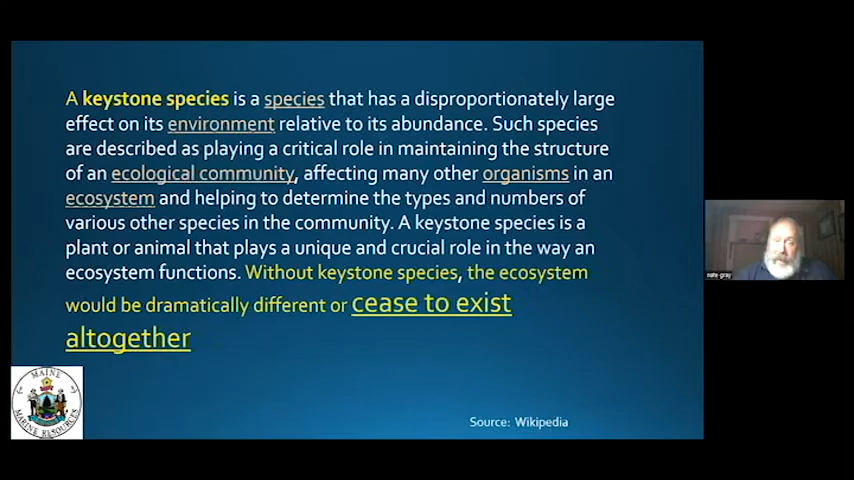 A keystone species is a species that has a disproportionately large
effect on its environment relative to its abundance. Such species
are described as playing a critical role in maintaining the structure
of an ecological community, affecting many other organisms in an
ecosystem and helping to determine the types and numbers of
various other species in the community. A keystone species is a
plant or animal that plays a unique and crucial role in the way an
ecosystem functions. Without keystone species, the ecosystem
would be dramatically different or cease to exist
altogether
MAINE
MARINE RESOURCES
Source: Wikipedia
nate-gray